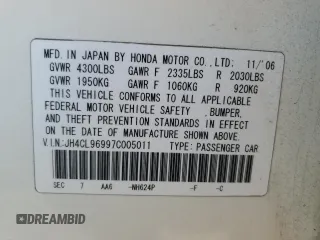 MFD. IN JAPAN BY HONDA MOTOR CO., LTD: 11/'06
GVWR 4300LBS GAWR F 2335LBS R 2030LBS
GVWR 1950KG GAWR F 1060KG R 920KG
THIS VEHICLE CONFORMS TO ALL APPLICABLE
FEDERAL MOTOR VEHICLE SAFETY ,BUMPER,
AND THEFT PREVENTION STANDARDS IN EFFECT ON
THE DATE OF MANUFACTURE SHOWN ABOVE.
V.I.N:JH4CL96997C005011 TYPE: PASSENGER CAR
SEC 7 AA6 -NH624P -F -C
DREAMBID